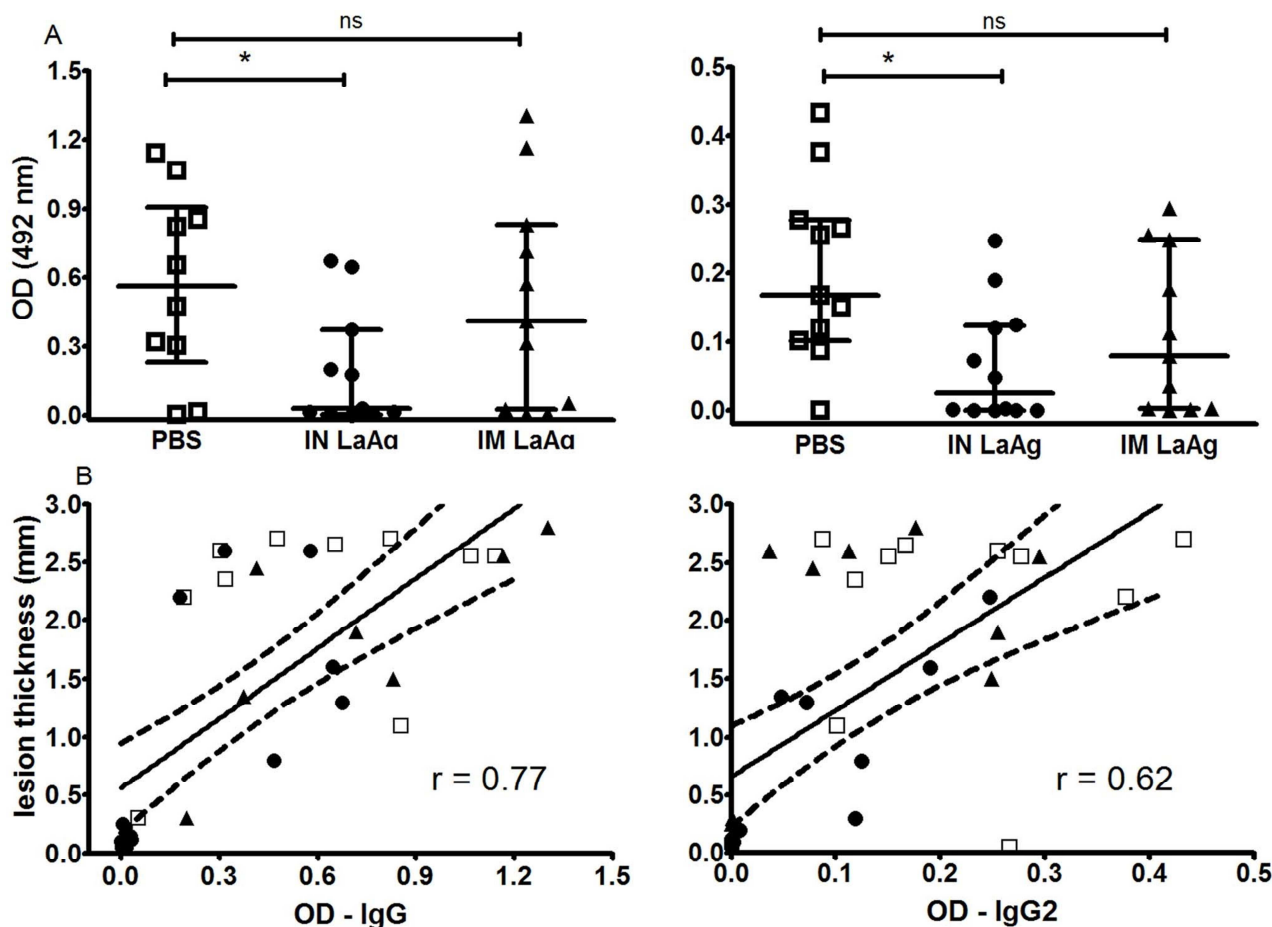 A
ns
*
OD (492 nm)
1.5
1.2
0.9
0.6
0.3
0.0
PBS
IN LaAg
IM LaAg
ns
*
0.5
0.4
0.3
0.2
0.1
0.0
PBS
IN LaAg
IM LaAg
B
lesion thickness (mm)
3.0
2.5
2.0
1.5
1.0
0.5
0.0
r = 0.77
0.0 0.3 0.6 0.9 1.2 1.5
OD - IgG
3.0
2.5
2.0
1.5
1.0
0.5
0.0
r = 0.62
0.0 0.1 0.2 0.3 0.4 0.5
OD - IgG2